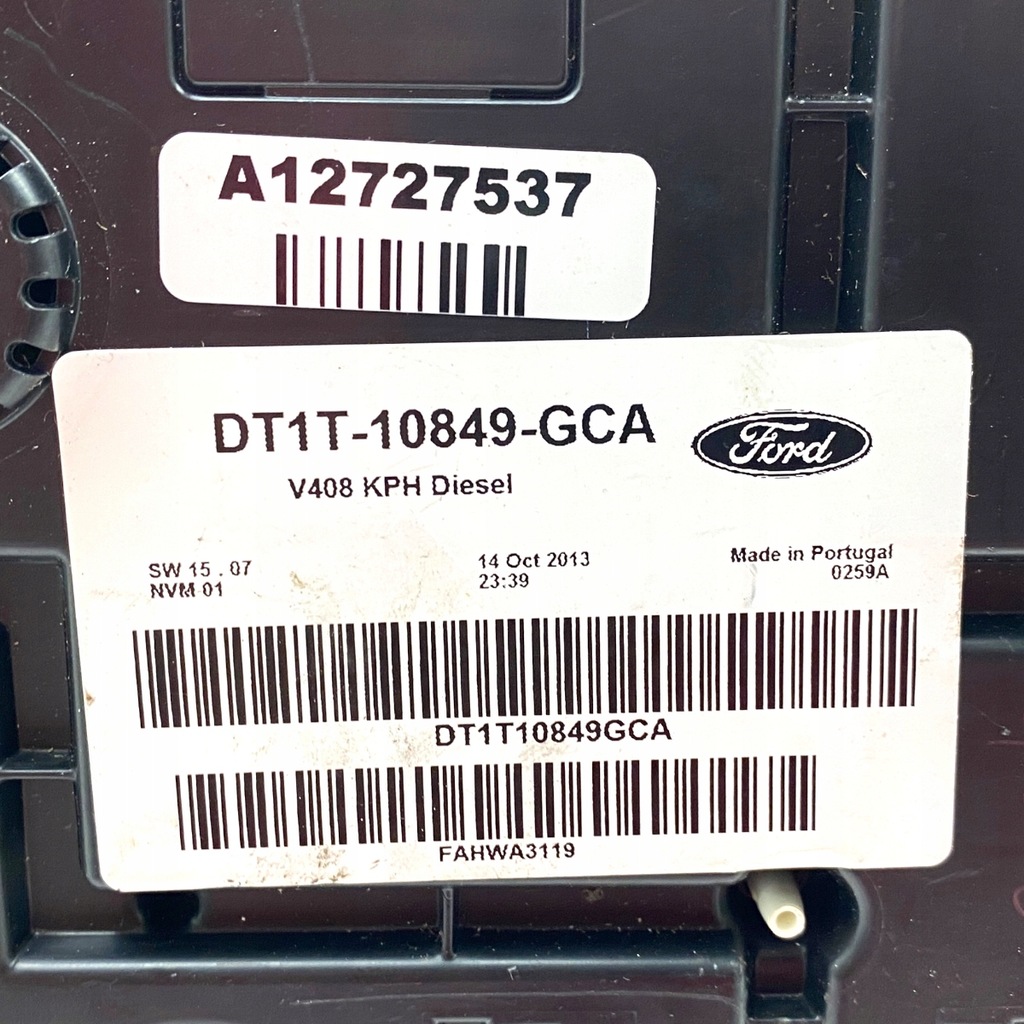 A12727537
DT1T-10849-GCA
Ford
V408 KPH Diesel
SW 15 . 07
NVM 01
14 Oct 2013
23:39
Made in Portugal
0259A
DT1T10849GCA
FAHWA3119